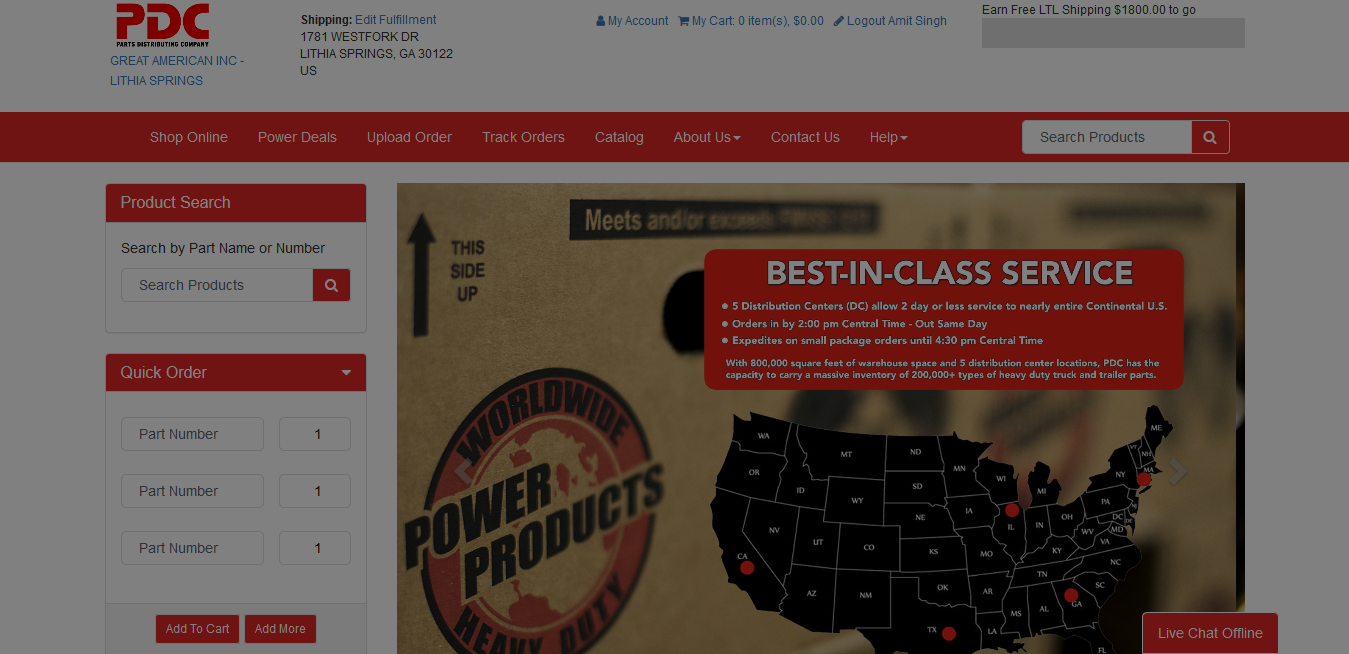 PDC
PARTS DISTRIBUTING COMPANY
GREAT AMERICAN INC -
LITHIA SPRINGS
Shipping: Edit Fulfillment
1781 WESTFORK DR
LITHIA SPRINGS, GA 30122
US
My Account My Cart: 0 item(s), $0.00 Logout Amit Singh
Earn Free LTL Shipping $1800.00 to go
Shop Online Power Deals Upload Order Track Orders Catalog About Us Contact Us Help Search Products
Product Search
Search by Part Name or Number
Search Products
Quick Order
Part Number 1
Part Number 1
Part Number 1
Add To Cart Add More
Meets and/or exceeds
THIS
SIDE
UP
WORLDWIDE
POWER
PRODUCTS
HEAVY DUTY
BEST-IN-CLASS SERVICE
5 Distribution Centers (DC) allow 2 day or less service to nearly entire Continental U.S.
Orders in by 2:00 pm Central Time - Out Same Day
Expedites on small package orders until 4:30 pm Central Time
With 800,000 square feet of warehouse space and 5 distribution center locations, PDC has the
capacity to carry a massive inventory of 200,000+ types of heavy duty truck and trailer parts.
WA MT ND MN ME
OR ID SD WI VT NH
WY MI NY MA
NE IA PA
NV UT CO IL IN OH DC DE
CA KS MO WV MD
KY VA
AZ NM OK TN NC
AR SC
MS AL GA
TX LA
FL
Live Chat Offline